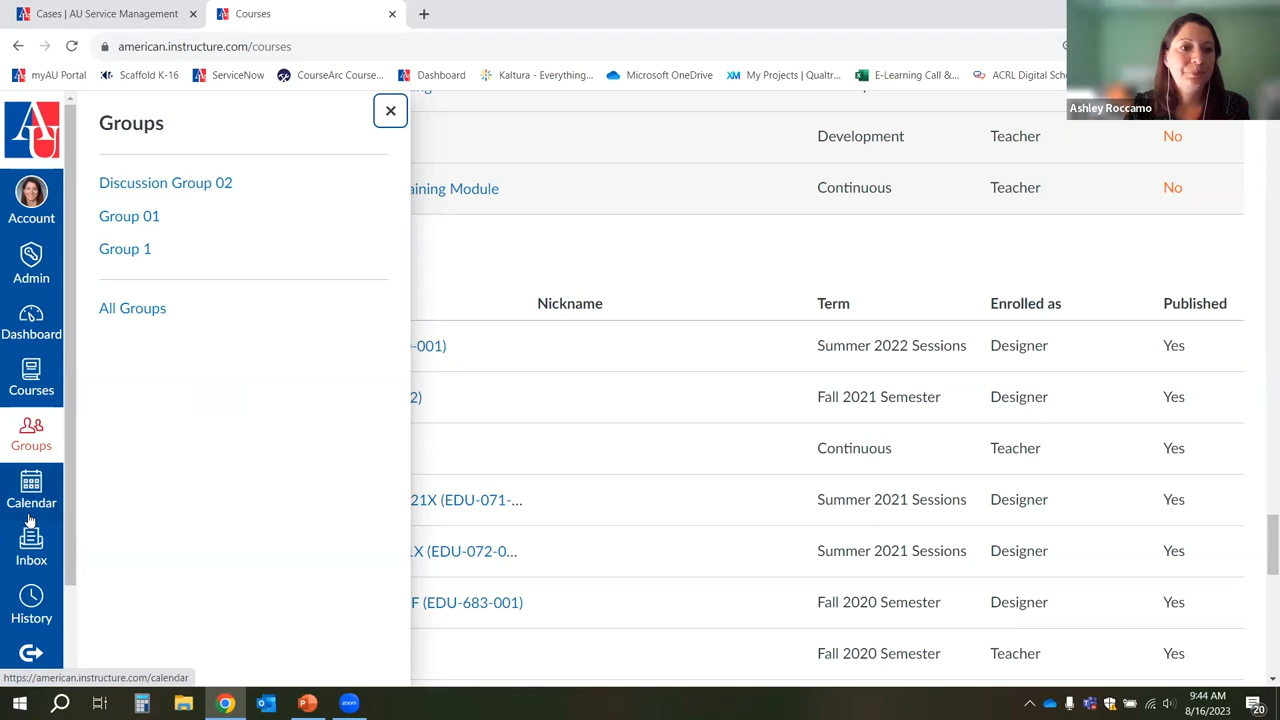 Cases | AU Service Management
Courses
american.instructure.com/courses
myAU Portal
Scaffold K-16
ServiceNow
CourseArc Course...
Dashboard
Kaltura - Everything...
Microsoft OneDrive
My Projects | Qualtr...
E-Learning Call &...
ACRL Digital Sch
Ashley Roccamo
AU
Account
Admin
Dashboard
Courses
Groups
Calendar
Inbox
History
Groups
Discussion Group 02
Group 01
Group 1
All Groups
Development Teacher No
aining Module Continuous Teacher No
Nickname Term Enrolled as Published
-001) Summer 2022 Sessions Designer Yes
2) Fall 2021 Semester Designer Yes
Continuous Teacher Yes
21X (EDU-071-... Summer 2021 Sessions Designer Yes
1X (EDU-072-0... Summer 2021 Sessions Designer Yes
F (EDU-683-001) Fall 2020 Semester Designer Yes
Fall 2020 Semester Teacher Yes
https://american.instructure.com/calendar
zoom
9:44 AM
8/16/2023
20